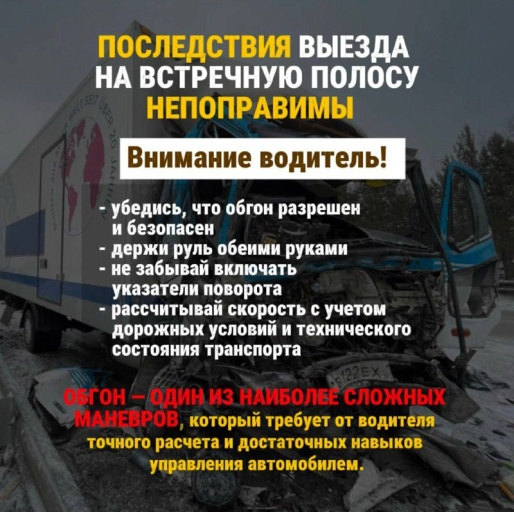 ПОСЛЕДСТВИЯ ВЫЕЗДА
НА ВСТРЕЧНУЮ ПОЛОСУ
НЕПОПРАВИМЫ
Внимание водитель!
- убедись, что обгон разрешен
и безопасен
- держи руль обеими руками
- не забывай включать
указатели поворота
- рассчитывай скорость с учетом
дорожных условий и технического
состояния транспорта
ОБГОН — ОДИН ИЗ НАИБОЛЕЕ СЛОЖНЫХ
МАНЕВРОВ, который требует от водителя
точного расчета и достаточных навыков
управления автомобилем.